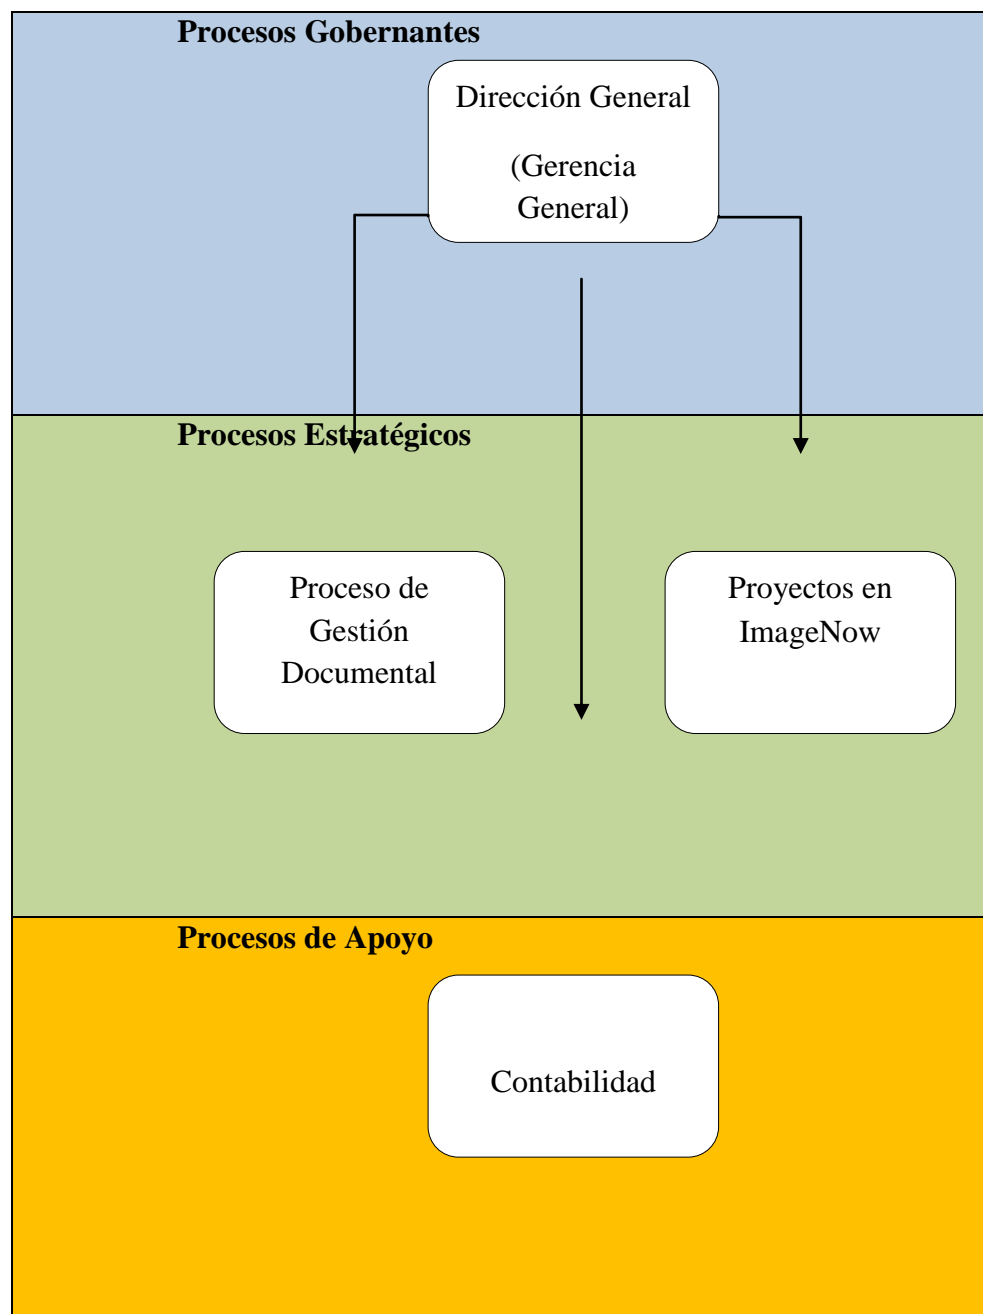 Procesos Gobernantes
Dirección General
(Gerencia
General)
Procesos Estratégicos
Proceso de
Gestión
Documental
Proyectos en
ImageNow
Procesos de Apoyo
Contabilidad